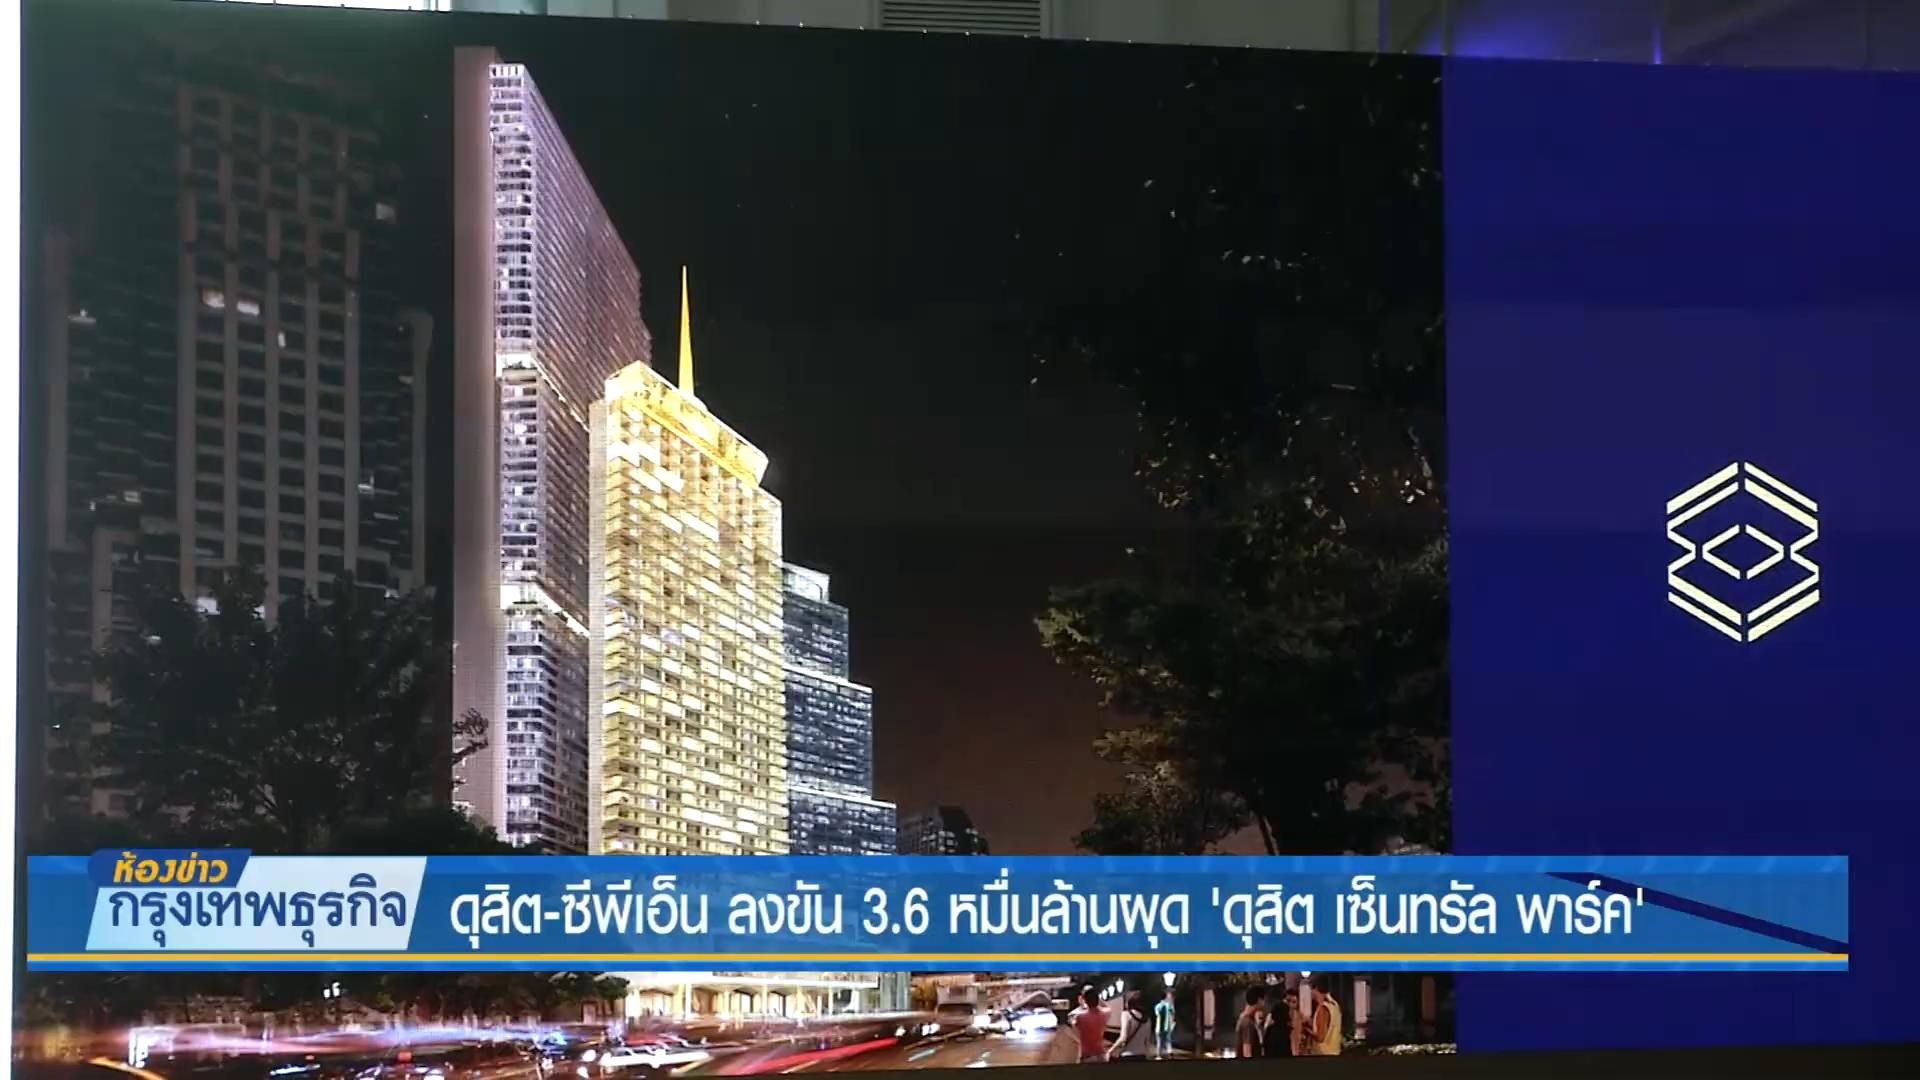 ห้องข่าว
กรุงเทพธุรกิจ
ดุสิต-ซีพีเอ็น ลงขัน 3.6 หมื่นล้านผุด 'ดุสิต เซ็นทรัล พาร์ค'